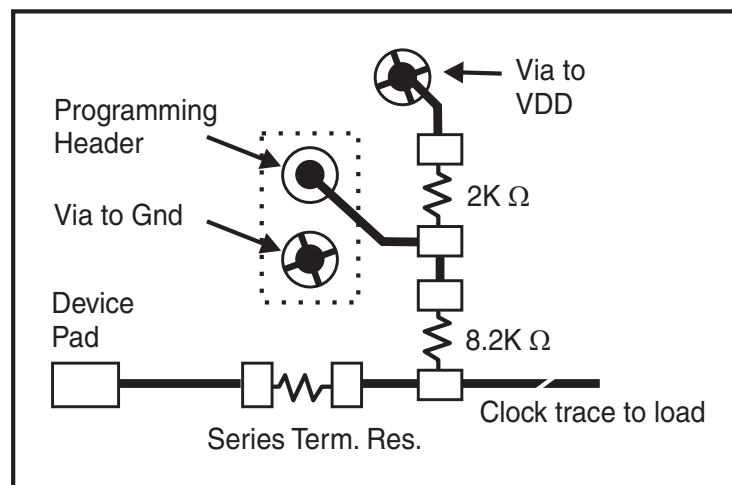 Via to
VDD
Programming
Header
2K Ω
Via to Gnd
Device
Pad
8.2K Ω
Clock trace to load
Series Term. Res.